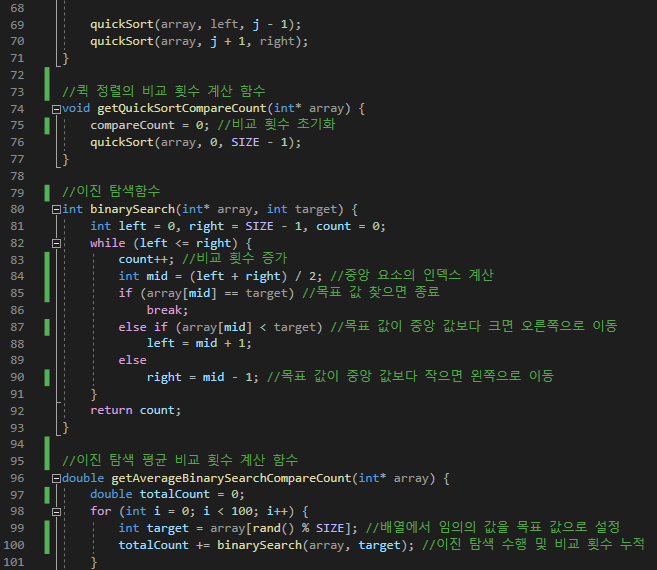 68
69 quickSort(array, left, j - 1);
70 quickSort(array, j + 1, right);
71 }
72
73 //퀵 정렬의 비교 횟수 계산 함수
74 void getQuickSortCompareCount(int* array) {
75 compareCount = 0; //비교 횟수 초기화
76 quickSort(array, 0, SIZE - 1);
77 }
78
79 //이진 탐색함수
80 int binarySearch(int* array, int target) {
81 int left = 0, right = SIZE - 1, count = 0;
82 while (left <= right) {
83 count++; //비교 횟수 증가
84 int mid = (left + right) / 2; //중앙 요소의 인덱스 계산
85 if (array[mid] == target) //목표 값 찾으면 종료
86 break;
87 else if (array[mid] < target) //목표 값이 중앙 값보다 크면 오른쪽으로 이동
88 left = mid + 1;
89 else
90 right = mid - 1; //목표 값이 중앙 값보다 작으면 왼쪽으로 이동
91 }
92 return count;
93 }
94
95 //이진 탐색 평균 비교 횟수 계산 함수
96 double getAverageBinarySearchCompareCount(int* array) {
97 double totalCount = 0;
98 for (int i = 0; i < 100; i++) {
99 int target = array[rand() % SIZE]; //배열에서 임의의 값을 목표 값으로 설정
100 totalCount += binarySearch(array, target); //이진 탐색 수행 및 비교 횟수 누적
101 }